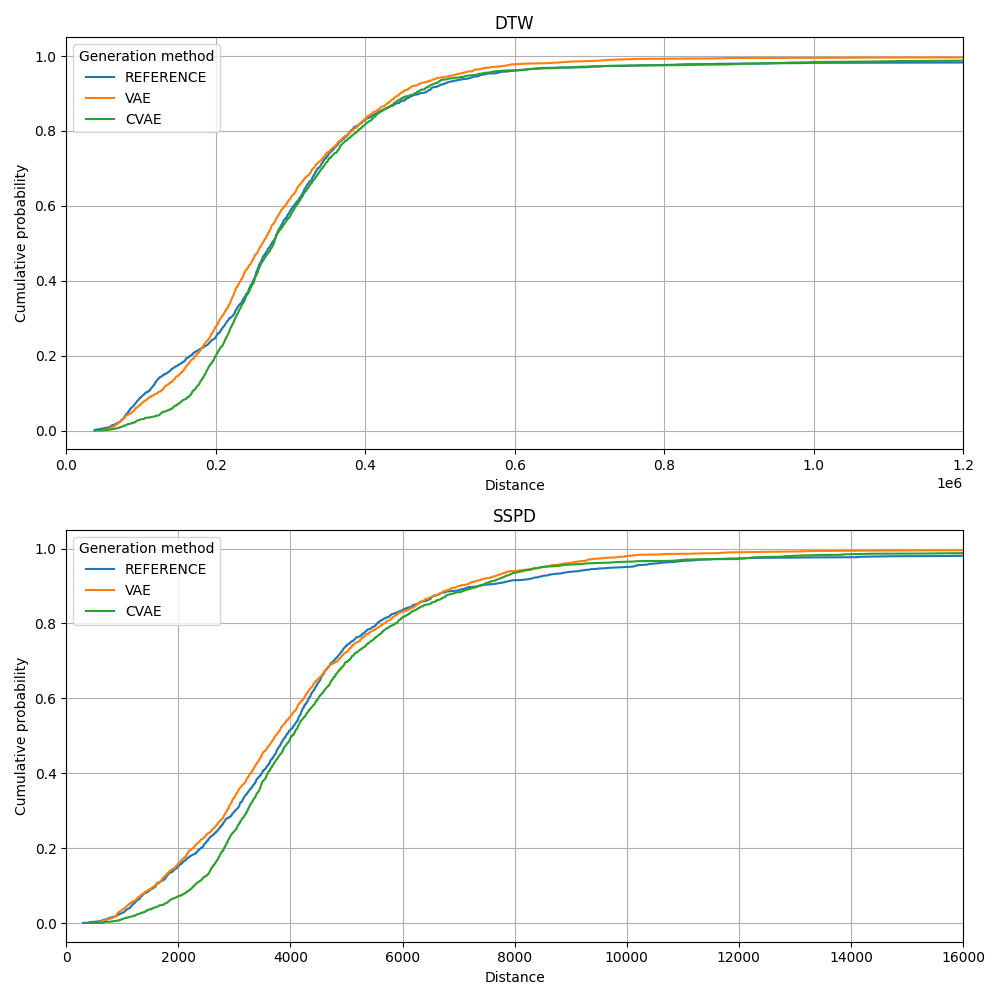 DTW
Generation method
REFERENCE
VAE
CVAE
Cumulative probability
1.0
0.8
0.6
0.4
0.2
0.0
0.0 0.2 0.4 0.6 0.8 1.0 1.2
1e6
Distance
SSPD
Generation method
REFERENCE
VAE
CVAE
Cumulative probability
1.0
0.8
0.6
0.4
0.2
0.0
0 2000 4000 6000 8000 10000 12000 14000 16000
Distance